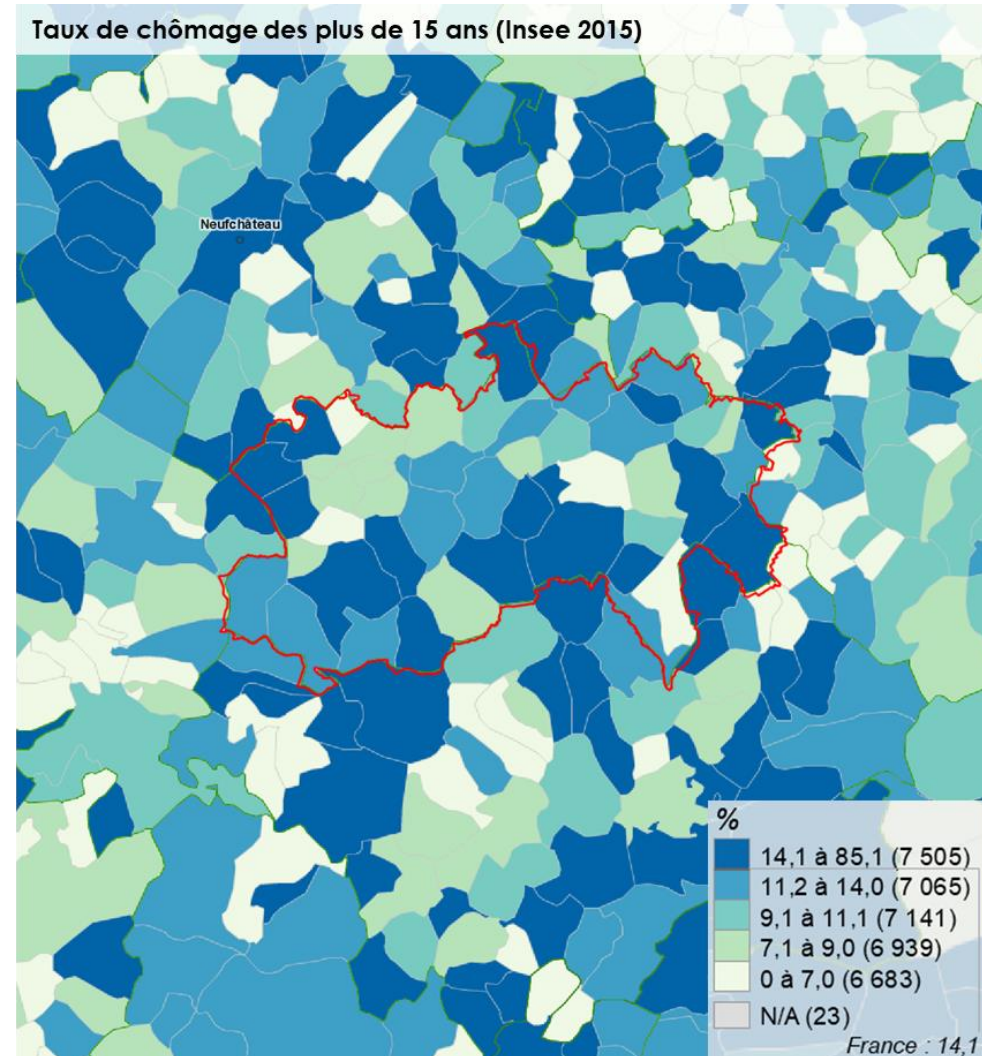 Taux de chômage des plus de 15 ans (Insee 2015)
Neufchâteau
%
14,1 à 85,1 (7 505)
11,2 à 14,0 (7 065)
9,1 à 11,1 (7 141)
7,1 à 9,0 (6 939)
0 à 7,0 (6 683)
N/A (23)
France : 14,1